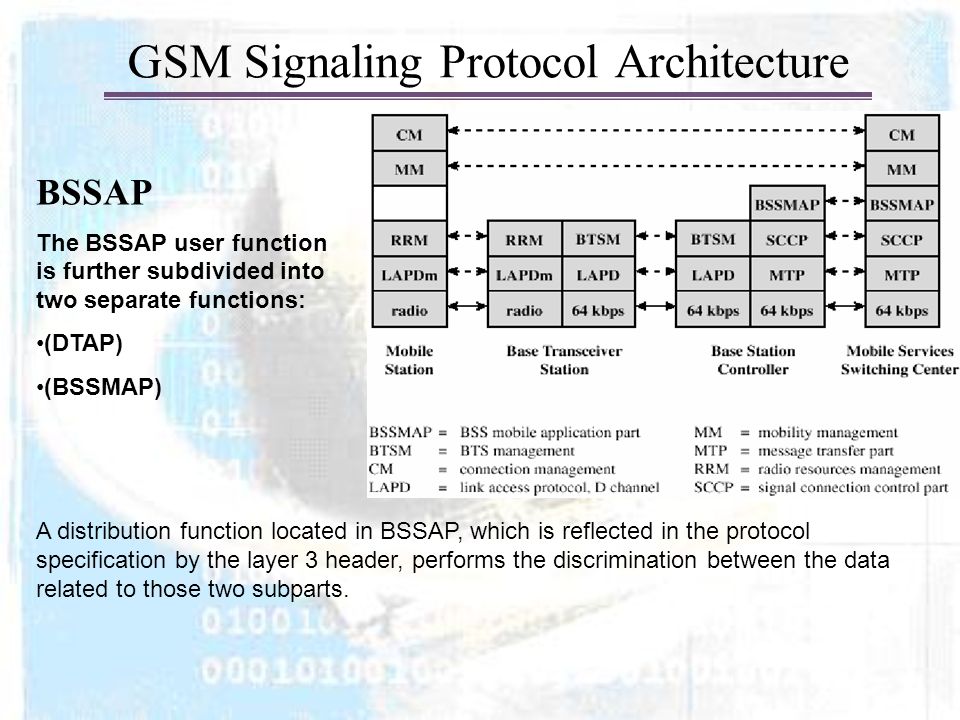 GSM Signaling Protocol Architecture
BSSAP
The BSSAP user function
is further subdivided into
two separate functions:
•(DTAP)
•(BSSMAP)
CM CM
MM MM
BSSMAP BSSMAP
RRM RRM BTSM BTSM SCCP SCCP
LAPDm LAPDm LAPD LAPD MTP MTP
radio radio 64 kbps 64 kbps 64 kbps 64 kbps
Mobile Station
Base Transceiver Station
Base Station Controller
Mobile Services Switching Center
BSSMAP = BSS mobile application part
BTSM = BTS management
CM = connection management
LAPD = link access protocol, D channel
MM = mobility management
MTP = message transfer part
RRM = radio resources management
SCCP = signal connection control part
A distribution function located in BSSAP, which is reflected in the protocol
specification by the layer 3 header, performs the discrimination between the data
related to those two subparts.